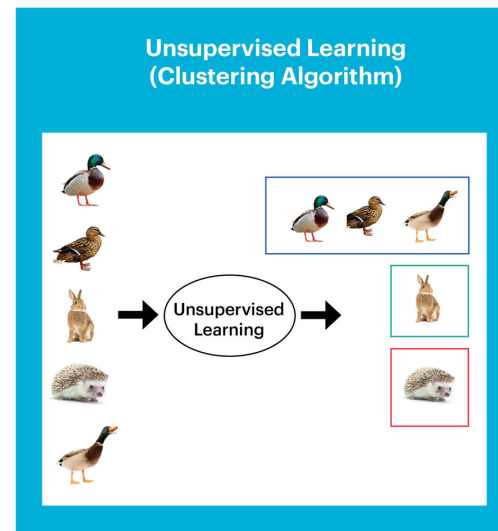 Unsupervised Learning
(Clustering Algorithm)
Unsupervised
Learning